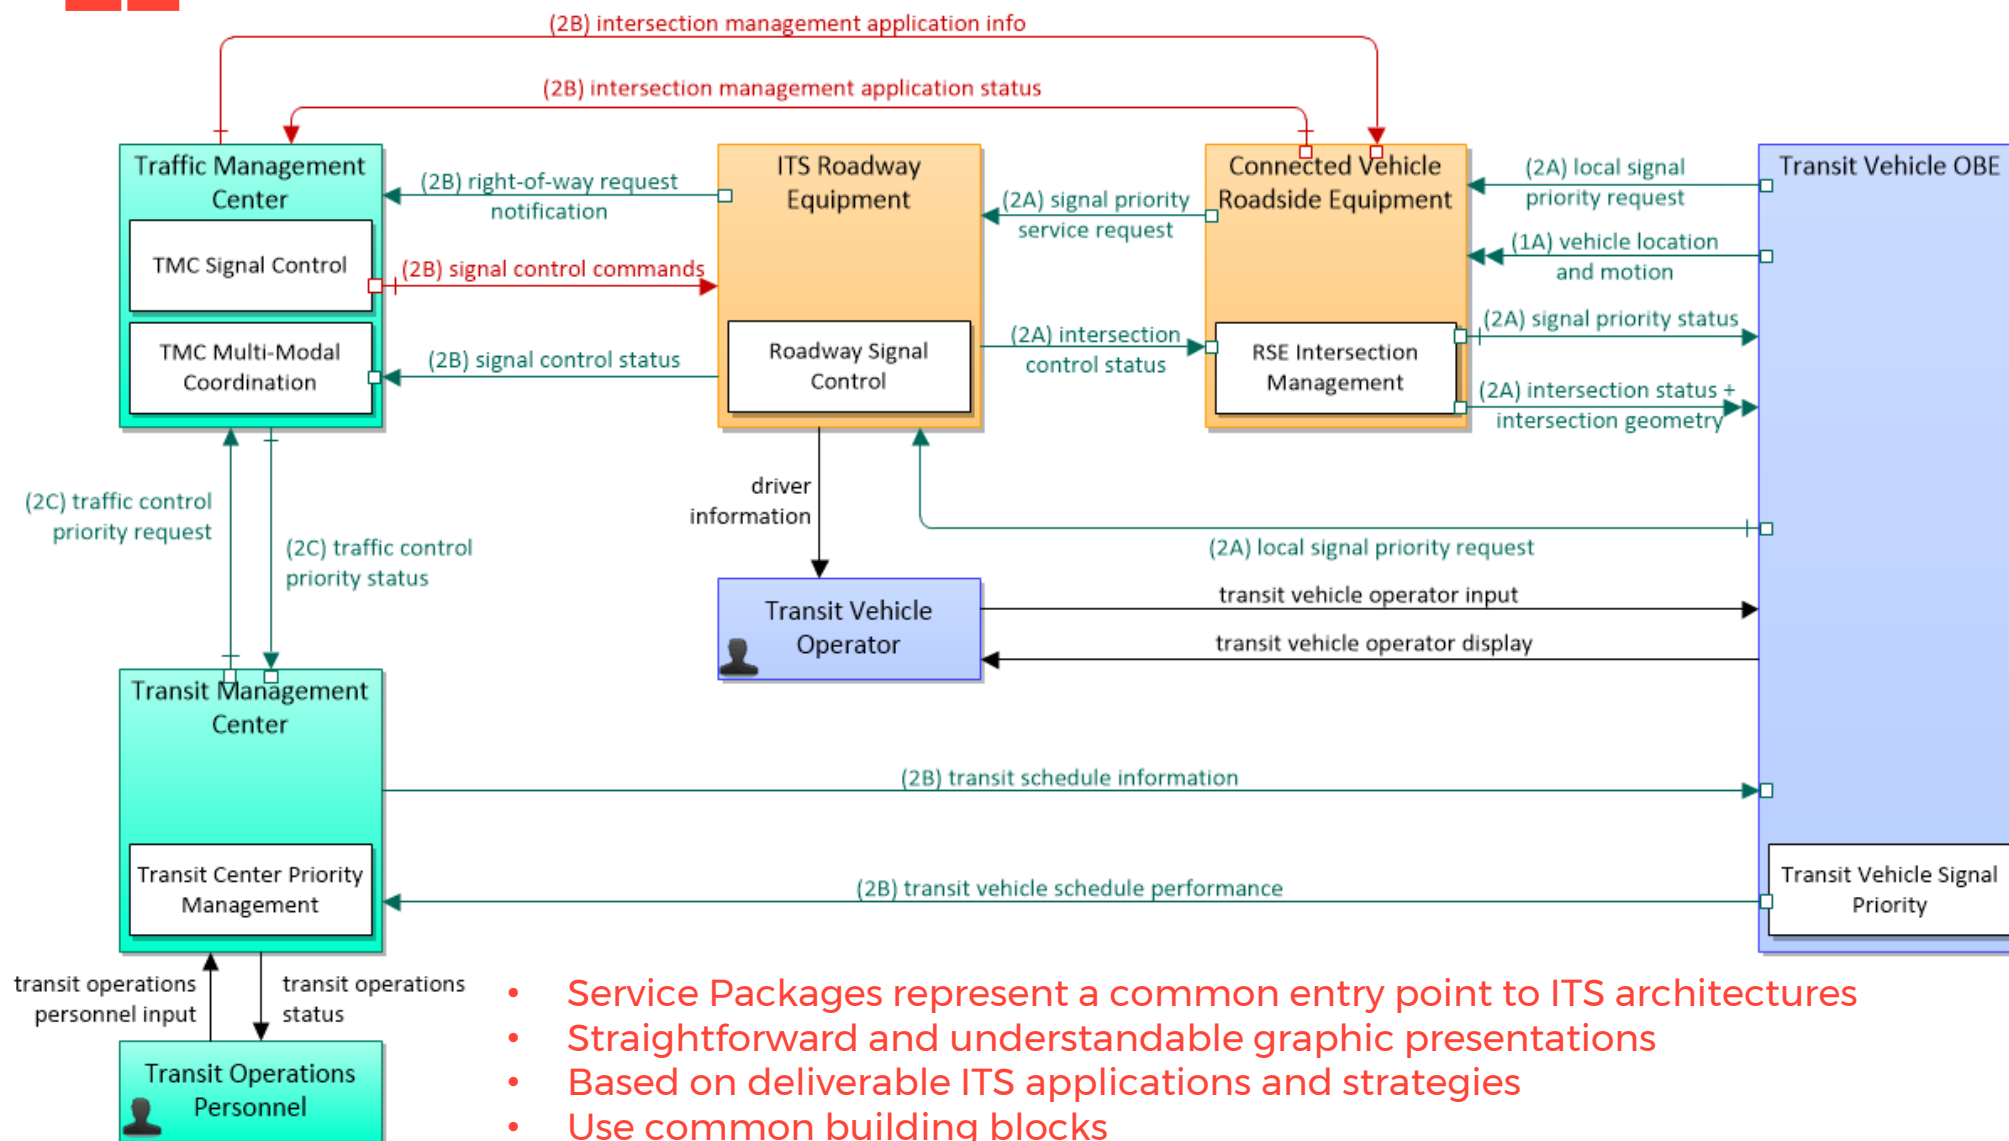 (2B) intersection management application info
(2B) intersection management application status
Traffic Management
Center
TMC Signal Control
TMC Multi-Modal
Coordination
(2B) right-of-way request
notification
(2B) signal control commands
(2B) signal control status
ITS Roadway
Equipment
Roadway Signal
Control
(2A) signal priority
service request
(2A) intersection
control status
Connected Vehicle
Roadside Equipment
RSE Intersection
Management
(2A) local signal
priority request
(1A) vehicle location
and motion
(2A) signal priority status
(2A) intersection status +
intersection geometry
Transit Vehicle OBE
(2C) traffic control
priority request
(2C) traffic control
priority status
driver
information
(2A) local signal priority request
Transit Vehicle
Operator
transit vehicle operator input
transit vehicle operator display
Transit Management
Center
Transit Center Priority
Management
(2B) transit schedule information
(2B) transit vehicle schedule performance
Transit Vehicle Signal
Priority
transit operations
personnel input
transit operations
status
Transit Operations
Personnel
• Service Packages represent a common entry point to ITS architectures
• Straightforward and understandable graphic presentations
• Based on deliverable ITS applications and strategies
• Use common building blocks